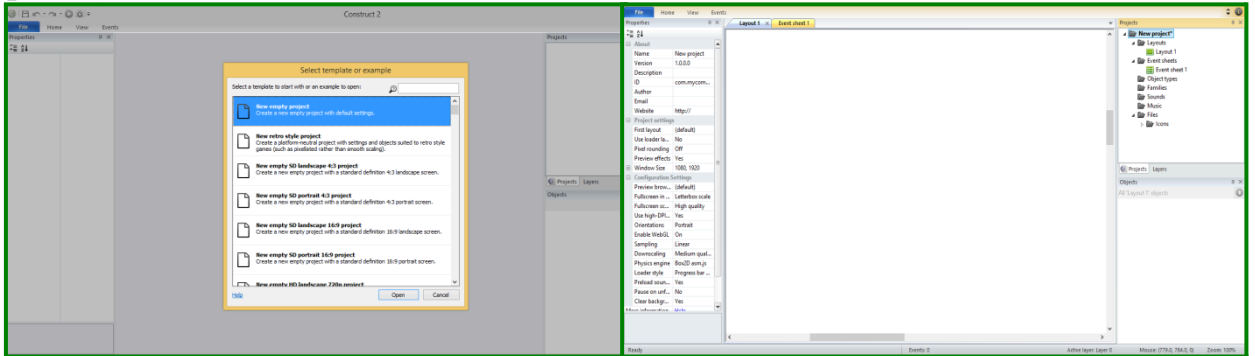 Construct 2
File Home View Events
Properties
Projects
Select template or example
Select a template to start with or an example to open:
New empty project
Create a new empty project with default settings.
New retro style project
Create a platform-neutral project with settings and objects suited to retro style
games (such as pixellated rather than smooth scaling).
New empty SD landscape 4:3 project
Create a new empty project with a standard definition 4:3 landscape screen.
New empty SD portrait 4:3 project
Create a new empty project with a standard definition 4:3 portrait screen.
New empty SD landscape 16:9 project
Create a new empty project with a standard definition 16:9 landscape screen.
New empty SD portrait 16:9 project
Create a new empty project with a standard definition 16:9 portrait screen.
New empty HD landscape 720p project
Help Open Cancel
Projects Layers
Objects
File Home View Events
Properties
About
Name New project
Version 1.0.0.0
Description
ID com.mycom...
Author
Email
Website http://
Project settings
First layout (default)
Use loader la... No
Pixel rounding Off
Preview effects Yes
Window Size 1080, 1920
Configuration Settings
Preview brow... (default)
Fullscreen in ... Letterbox scale
Fullscreen sc... High quality
Use high-DPI... Yes
Orientations Portrait
Enable WebGL On
Sampling Linear
Downscaling Medium qual...
Physics engine Box2D asm.js
Loader style Progress bar ...
Preload soun... Yes
Pause on unf... No
Clear backgr... Yes
More information Help
Layout 1 Event sheet 1
Projects
New project*
Layouts
Layout 1
Event sheets
Event sheet 1
Object types
Families
Sounds
Music
Files
Icons
Projects Layers
Objects
All 'Layout 1' objects
Ready Events: 0 Active layer: Layer 0 Mouse: (774.0, 784.0, 0) Zoom: 100%